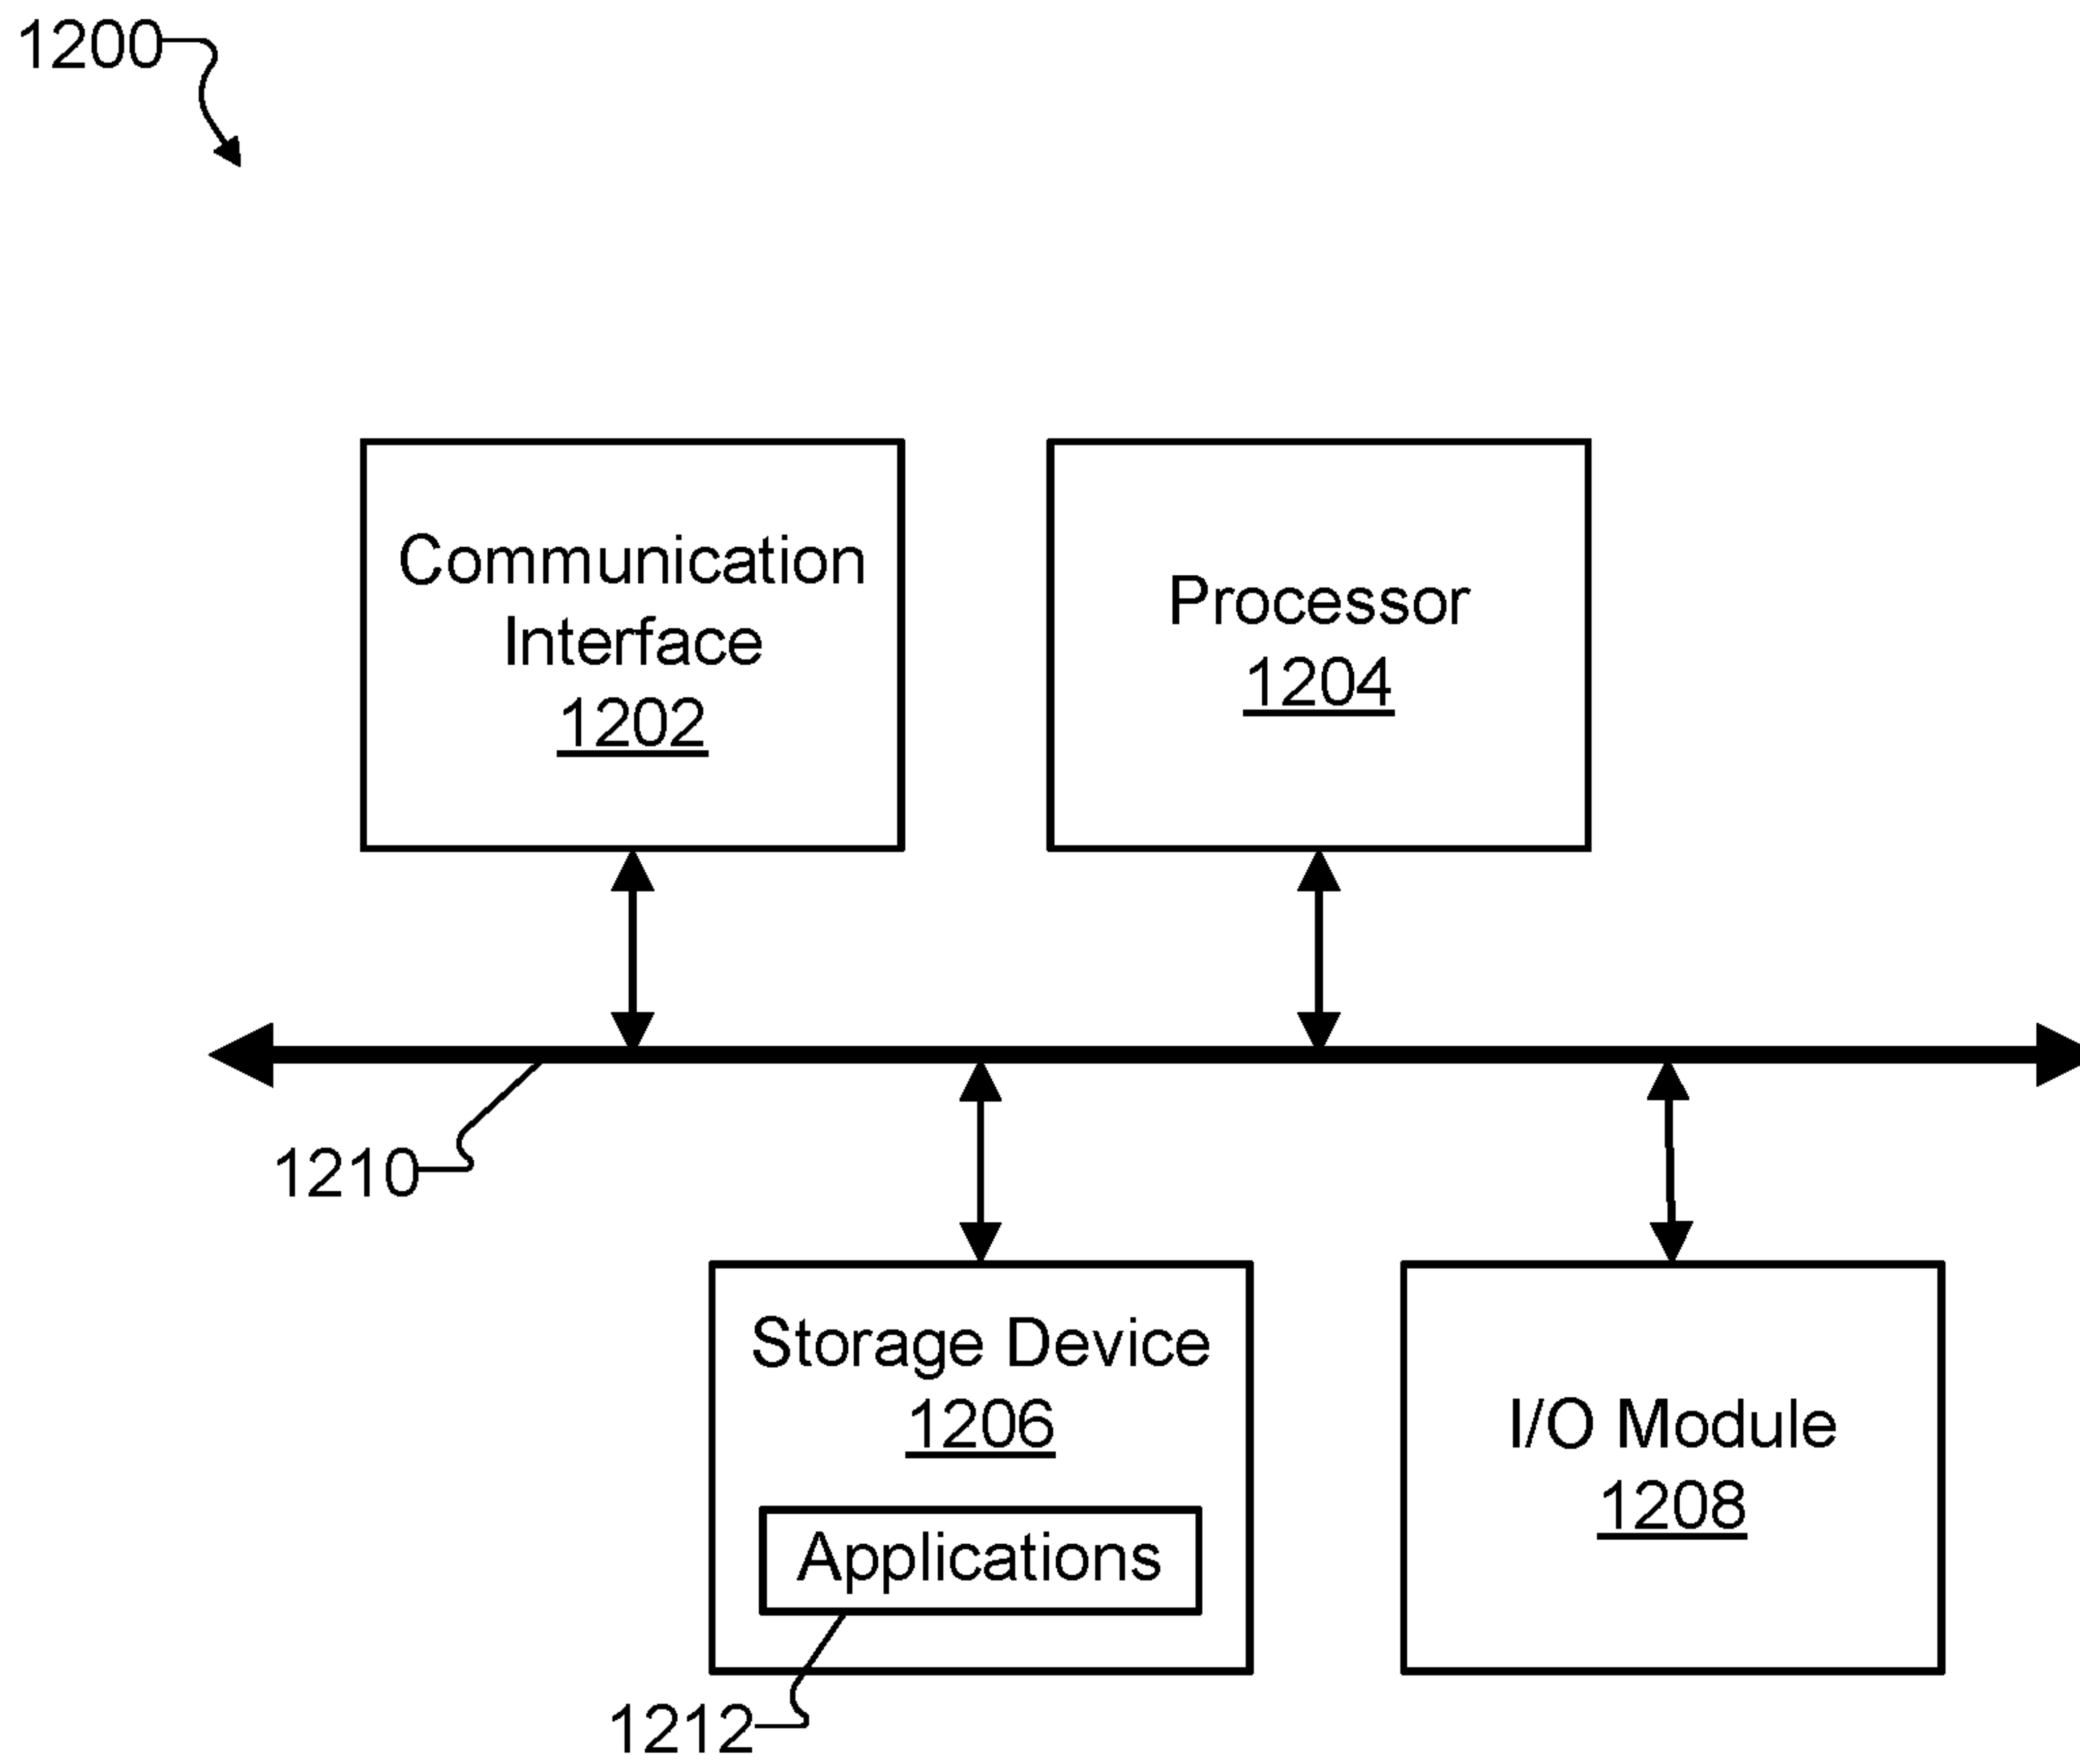 1200
Communication
Interface
1202
Processor
1204
1210
Storage Device
1206
Applications
1212
I/O Module
1208